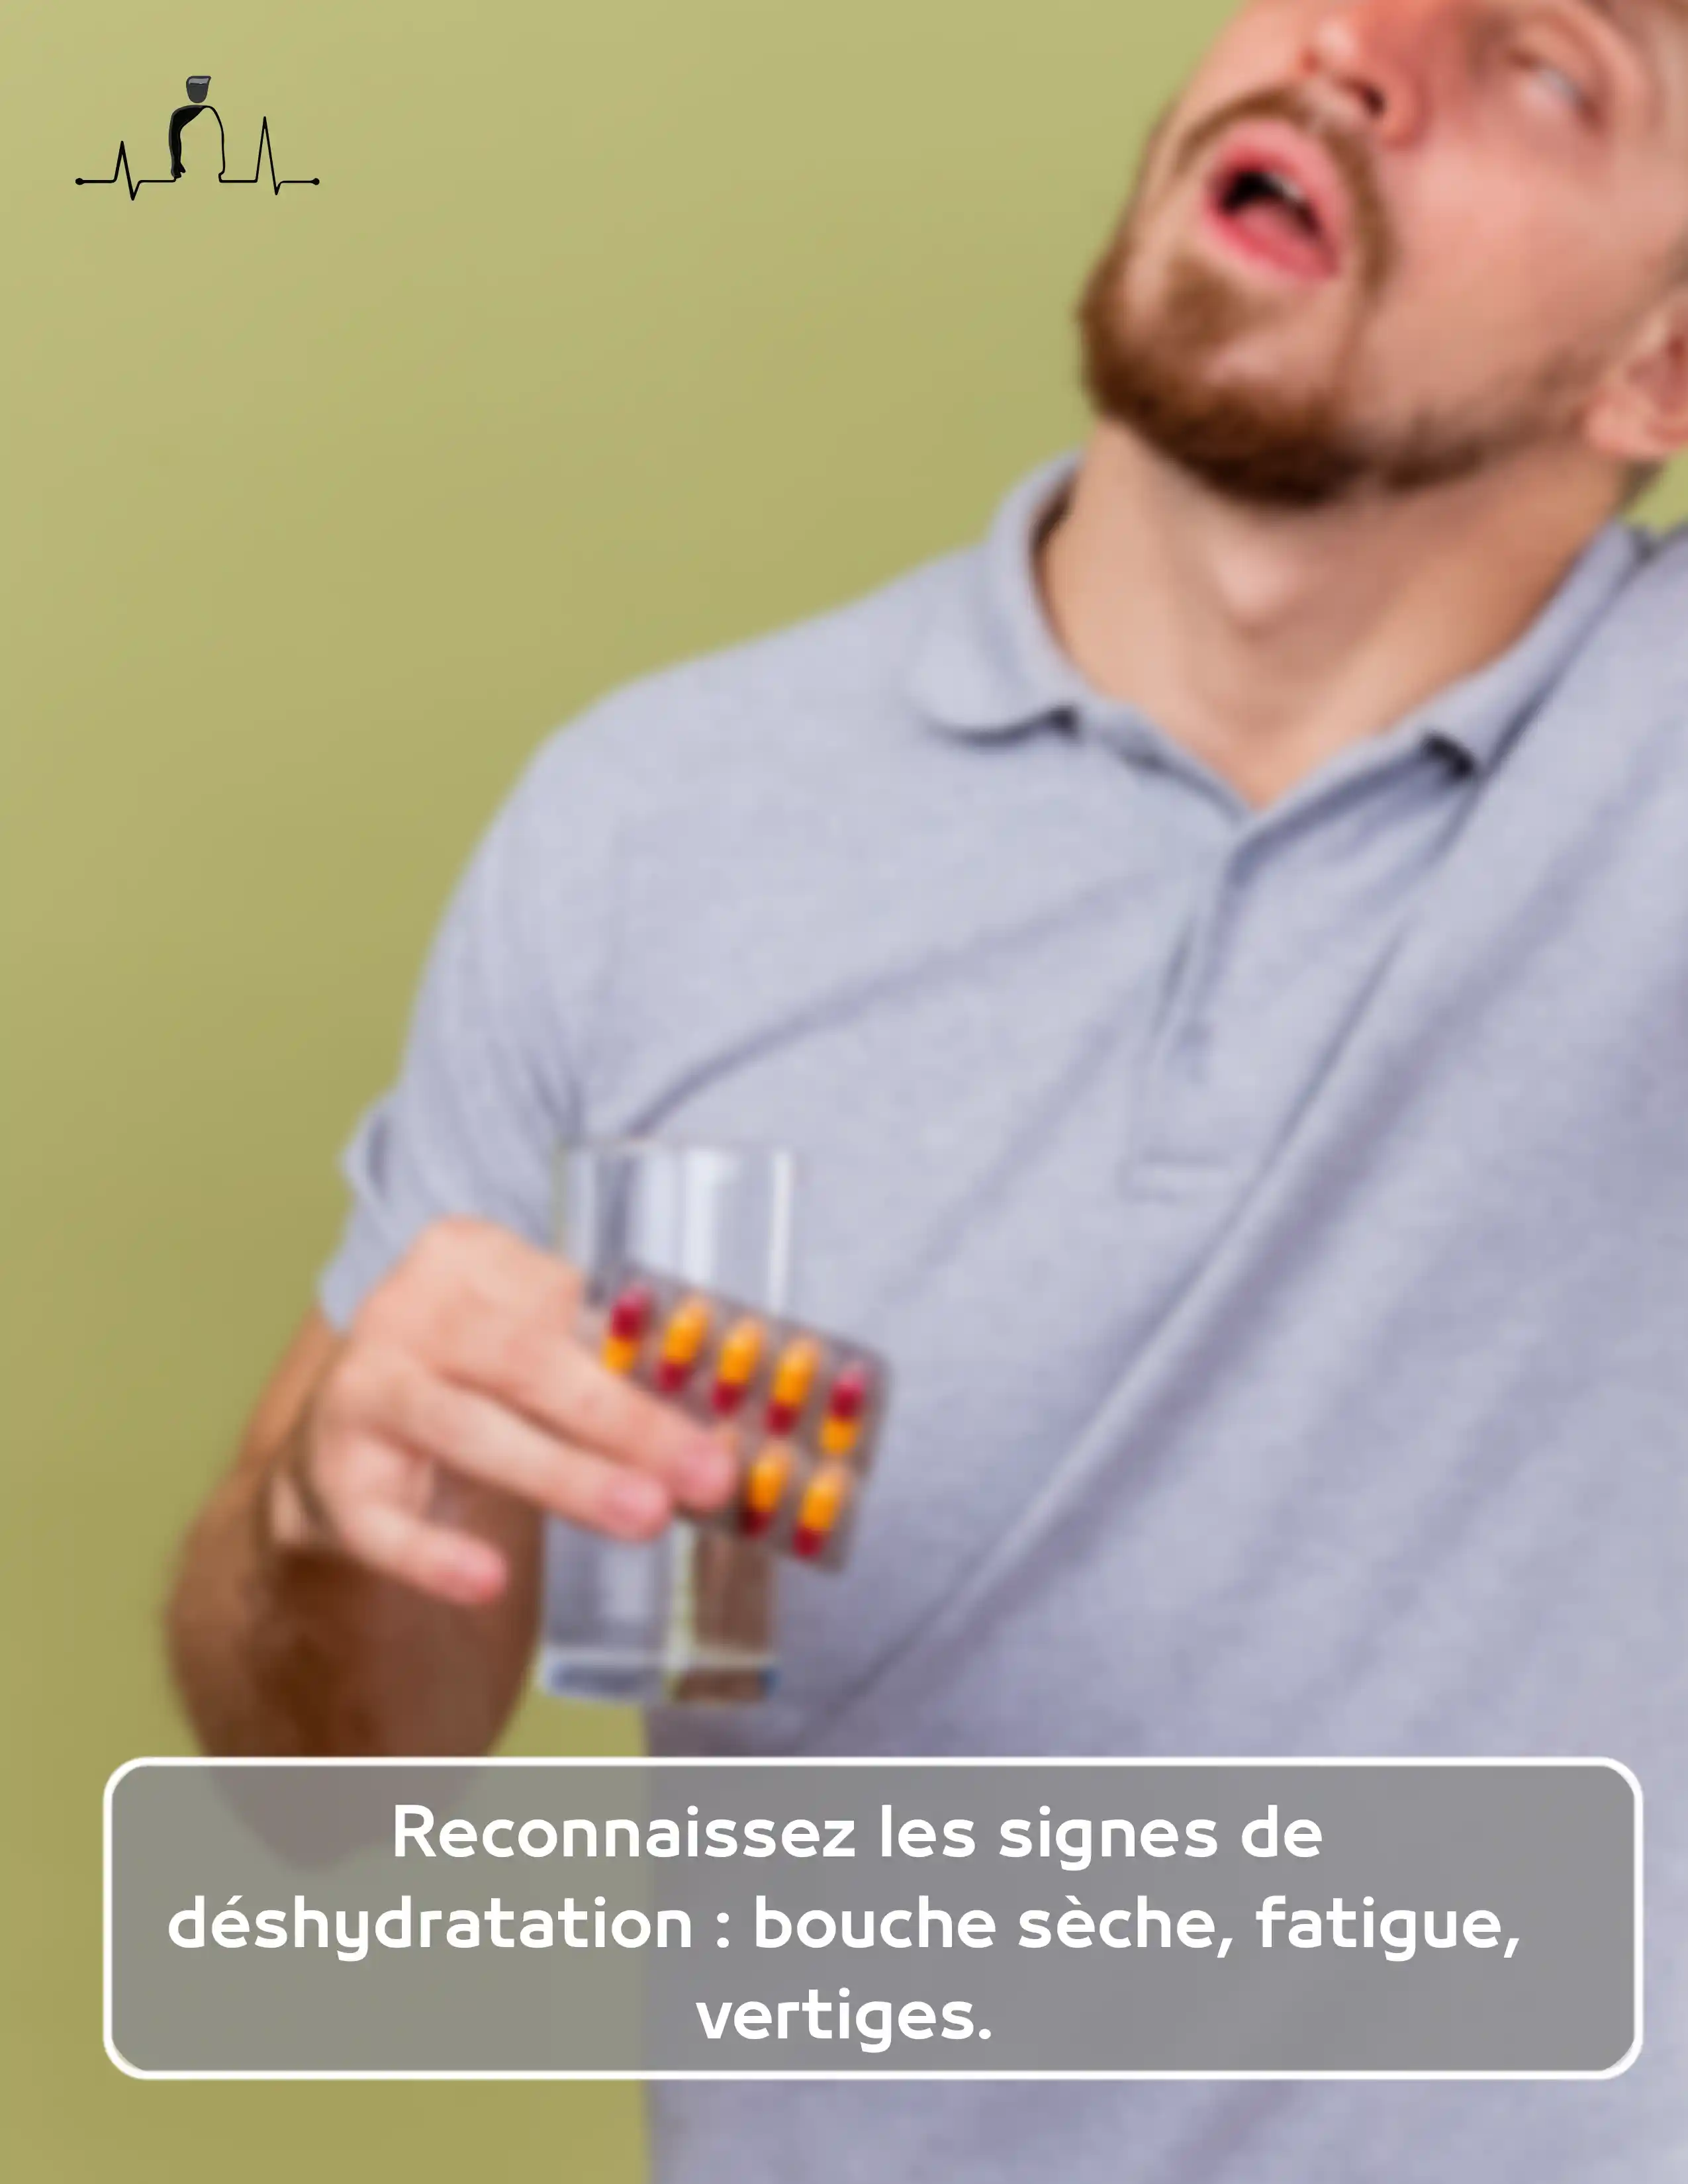 Reconnaissez les signes de
déshydratation : bouche sèche, fatigue,
vertiges.